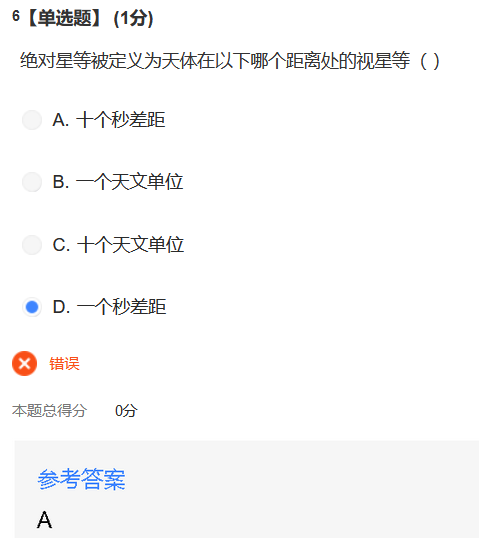 6【单选题】 (1分)
绝对星等被定义为天体在以下哪个距离处的视星等（ ）
A. 十个秒差距
B. 一个天文单位
C. 十个天文单位
D. 一个秒差距
错误
本题总得分 0分
参考答案
A